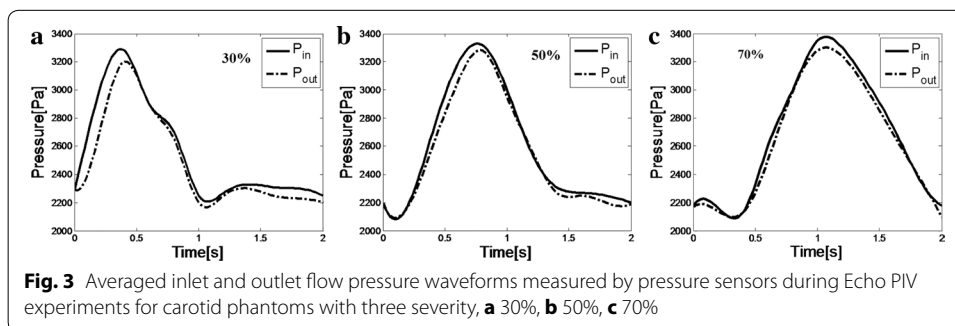 a
3400
3200
3000
2800
2600
2400
2200
2000
Pressure[Pa]
30%
P_in
P_out
0 0.5 1 1.5 2
Time[s]
b
3400
3200
3000
2800
2600
2400
2200
2000
Pressure[Pa]
50%
P_in
P_out
0 0.5 1 1.5 2
Time[s]
c
3400
3200
3000
2800
2600
2400
2200
2000
Pressure[Pa]
70%
P_in
P_out
0 0.5 1 1.5 2
Time[s]
Fig. 3 Averaged inlet and outlet flow pressure waveforms measured by pressure sensors during Echo PIV
experiments for carotid phantoms with three severity, a 30%, b 50%, c 70%